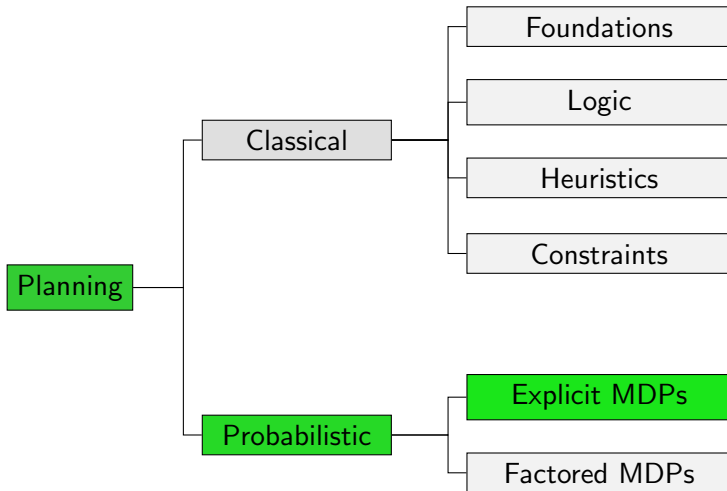 Planning
Classical
Foundations
Logic
Heuristics
Constraints
Probabilistic
Explicit MDPs
Factored MDPs